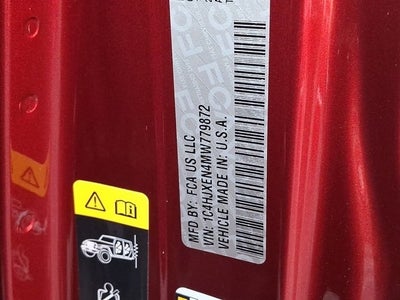 MFD. BY: FCA US LLC
VIN: 1C4HJXEN4MW779872
VEHICLE MADE IN: U.S.A.